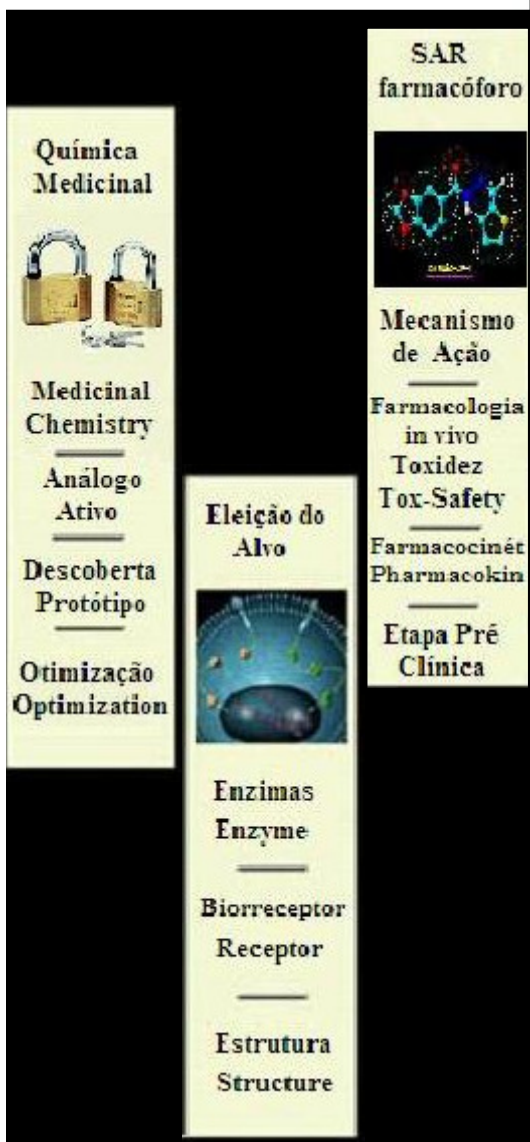 Química
Medicinal
Medicinal
Chemistry
Análogo
Ativo
Descoberta
Protótipo
Otimização
Optimization
Eleição do
Alvo
Enzimas
Enzyme
Biorreceptor
Receptor
Estrutura
Structure
SAR
farmacóforo
Mecanismo
de Ação
Farmacologia
in vivo
Toxidez
Tox-Safety
Farmacocinét
Pharmacokin
Etapa Pré
Clínica